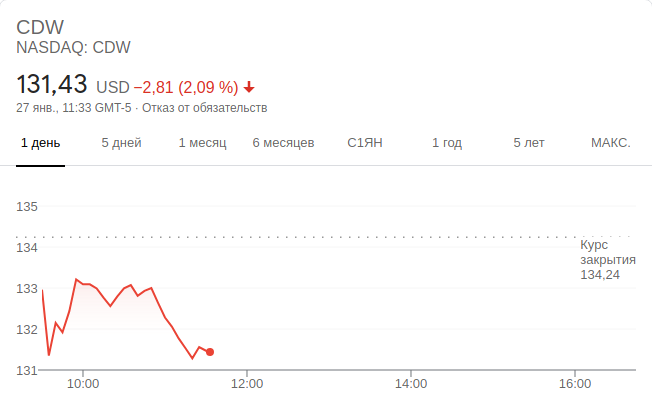 CDW
NASDAQ: CDW
131,43 USD −2,81 (2,09 %)
27 янв., 11:33 GMT-5 · Отказ от обязательств
1 день 5 дней 1 месяц 6 месяцев С1ЯН 1 год 5 лет МАКС.
135
134
133
132
131
Курс
закрытия
134,24
10:00 12:00 14:00 16:00